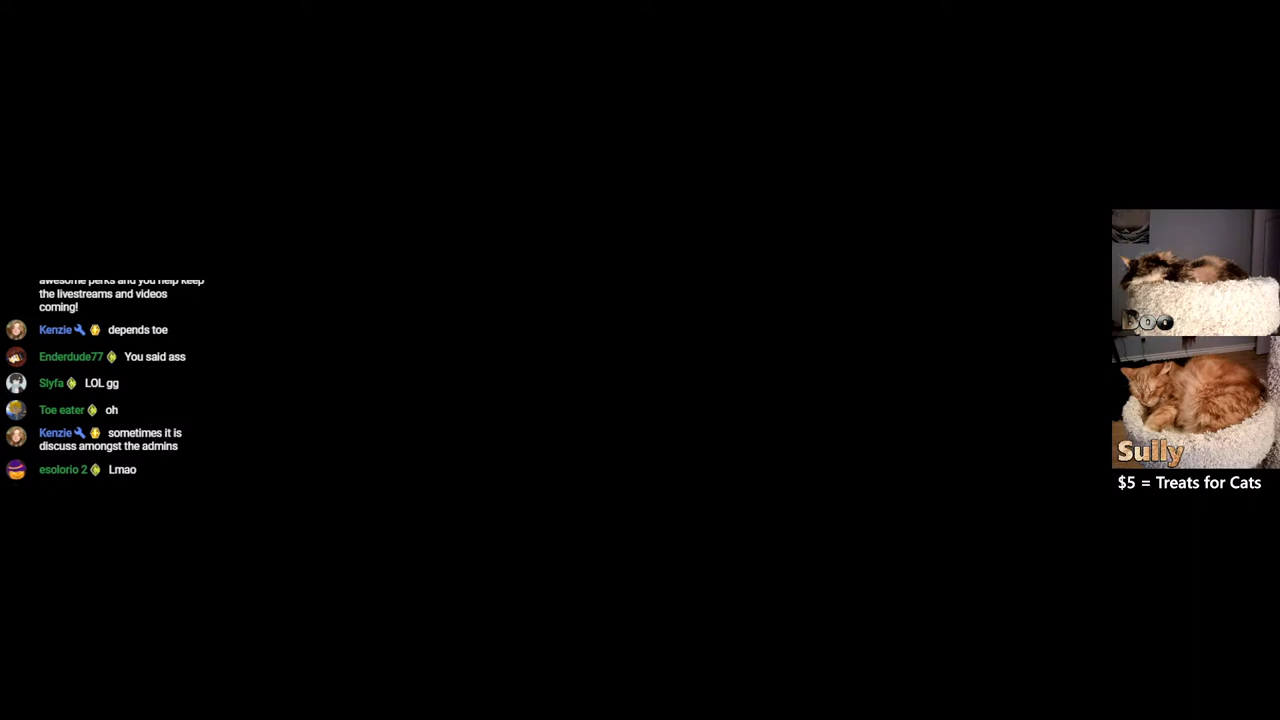 awesome perks and you help keep
the livestreams and videos
coming!
Kenzie depends toe
Enderdude77 You said ass
Slyfa LOL gg
Toe eater oh
Kenzie sometimes it is
discuss amongst the admins
esolorio 2 Lmao
Boo
Sully
$5 = Treats for Cats